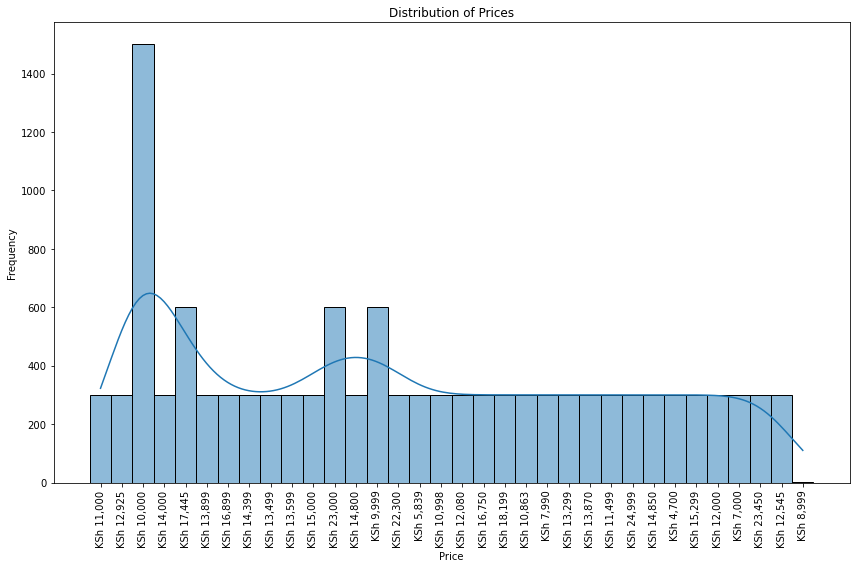 Distribution of Prices
Frequency
1400
1200
1000
800
600
400
200
0
KSh 11,000
KSh 12,925
KSh 10,000
KSh 14,000
KSh 17,445
KSh 13,899
KSh 16,899
KSh 14,399
KSh 13,499
KSh 13,599
KSh 15,000
KSh 23,000
KSh 14,800
KSh 9,999
KSh 22,300
KSh 5,839
KSh 10,998
KSh 12,080
KSh 16,750
KSh 18,199
KSh 10,863
KSh 7,990
KSh 13,299
KSh 13,870
KSh 11,499
KSh 24,999
KSh 14,850
KSh 4,700
KSh 15,299
KSh 12,000
KSh 7,000
KSh 23,450
KSh 12,545
KSh 8,999
Price